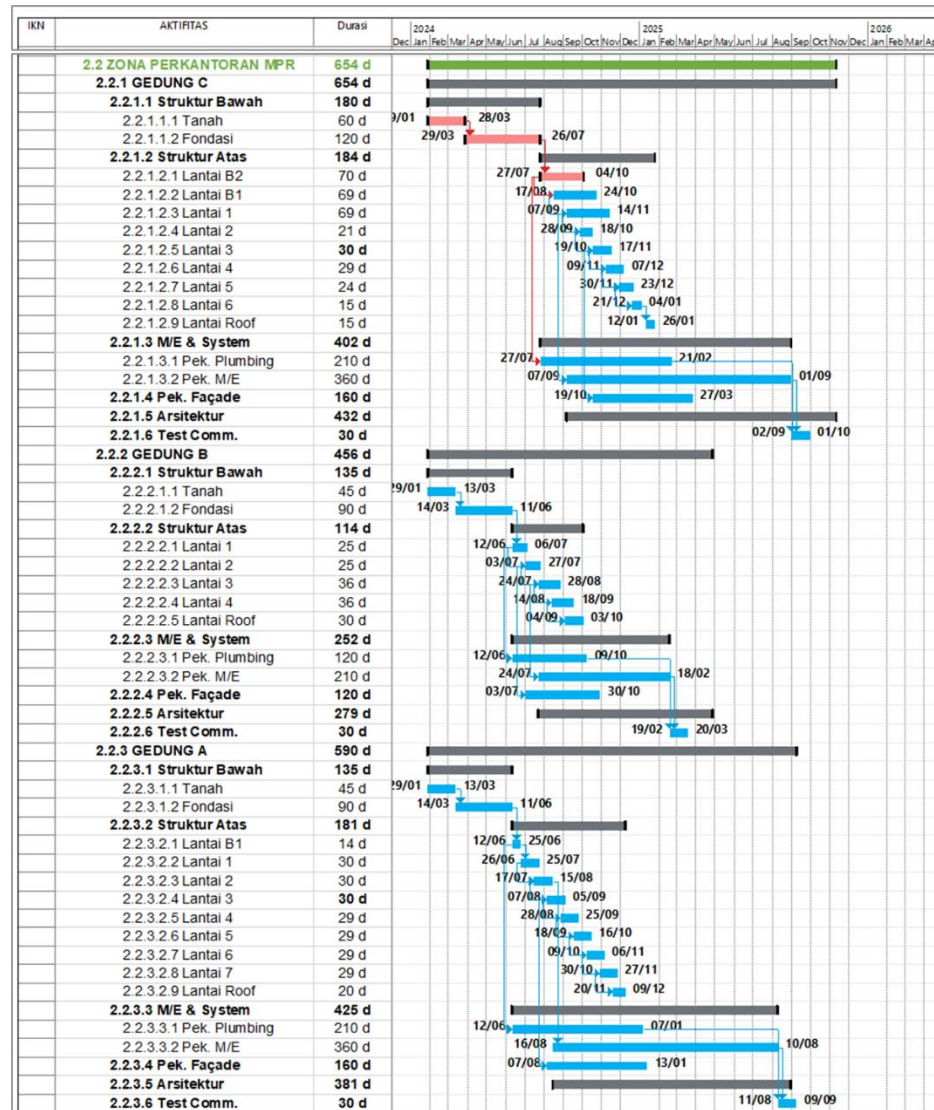 IKN AKTIFITAS Durasi 2024 2025 2026
Dec Jan Feb Mar Apr May Jun Jul Aug Sep Oct Nov Dec Jan Feb Mar Apr May Jun Jul Aug Sep Oct Nov Dec Jan Feb Mar Ap
2.2 ZONA PERKANTORAN MPR 654 d
2.2.1 GEDUNG C 654 d
2.2.1.1 Struktur Bawah 180 d
2.2.1.1.1 Tanah 60 d 9/01 28/03
2.2.1.1.2 Fondasi 120 d 29/03 26/07
2.2.1.2 Struktur Atas 184 d
2.2.1.2.1 Lantai B2 70 d 27/07 04/10
2.2.1.2.2 Lantai B1 69 d 17/08 24/10
2.2.1.2.3 Lantai 1 69 d 07/09 14/11
2.2.1.2.4 Lantai 2 21 d 28/09 18/10
2.2.1.2.5 Lantai 3 30 d 19/10 17/11
2.2.1.2.6 Lantai 4 29 d 09/11 07/12
2.2.1.2.7 Lantai 5 24 d 30/11 23/12
2.2.1.2.8 Lantai 6 15 d 21/12 04/01
2.2.1.2.9 Lantai Roof 15 d 12/01 26/01
2.2.1.3 M/E & System 402 d
2.2.1.3.1 Pek. Plumbing 210 d 27/07 21/02
2.2.1.3.2 Pek. M/E 360 d 07/09 01/09
2.2.1.4 Pek. Façade 160 d 19/10 27/03
2.2.1.5 Arsitektur 432 d
2.2.1.6 Test Comm. 30 d 02/09 01/10
2.2.2 GEDUNG B 456 d
2.2.2.1 Struktur Bawah 135 d
2.2.2.1.1 Tanah 45 d 29/01 13/03
2.2.2.1.2 Fondasi 90 d 14/03 11/06
2.2.2.2 Struktur Atas 114 d
2.2.2.2.1 Lantai 1 25 d 12/06 06/07
2.2.2.2.2 Lantai 2 25 d 03/07 27/07
2.2.2.2.3 Lantai 3 36 d 24/07 28/08
2.2.2.2.4 Lantai 4 36 d 14/08 18/09
2.2.2.2.5 Lantai Roof 30 d 04/09 03/10
2.2.2.3 M/E & System 252 d
2.2.2.3.1 Pek. Plumbing 120 d 12/06 09/10
2.2.2.3.2 Pek. M/E 210 d 24/07 18/02
2.2.2.4 Pek. Façade 120 d 03/07 30/10
2.2.2.5 Arsitektur 279 d
2.2.2.6 Test Comm. 30 d 19/02 20/03
2.2.3 GEDUNG A 590 d
2.2.3.1 Struktur Bawah 135 d
2.2.3.1.1 Tanah 45 d 29/01 13/03
2.2.3.1.2 Fondasi 90 d 14/03 11/06
2.2.3.2 Struktur Atas 181 d
2.2.3.2.1 Lantai B1 14 d 12/06 25/06
2.2.3.2.2 Lantai 1 30 d 26/06 25/07
2.2.3.2.3 Lantai 2 30 d 17/07 15/08
2.2.3.2.4 Lantai 3 30 d 07/08 05/09
2.2.3.2.5 Lantai 4 29 d 28/08 25/09
2.2.3.2.6 Lantai 5 29 d 18/09 16/10
2.2.3.2.7 Lantai 6 29 d 09/10 06/11
2.2.3.2.8 Lantai 7 29 d 30/10 27/11
2.2.3.2.9 Lantai Roof 20 d 20/11 09/12
2.2.3.3 M/E & System 425 d
2.2.3.3.1 Pek. Plumbing 210 d 12/06 07/01
2.2.3.3.2 Pek. M/E 360 d 16/08 10/08
2.2.3.4 Pek. Façade 160 d 07/08 13/01
2.2.3.5 Arsitektur 381 d
2.2.3.6 Test Comm. 30 d 11/08 09/09